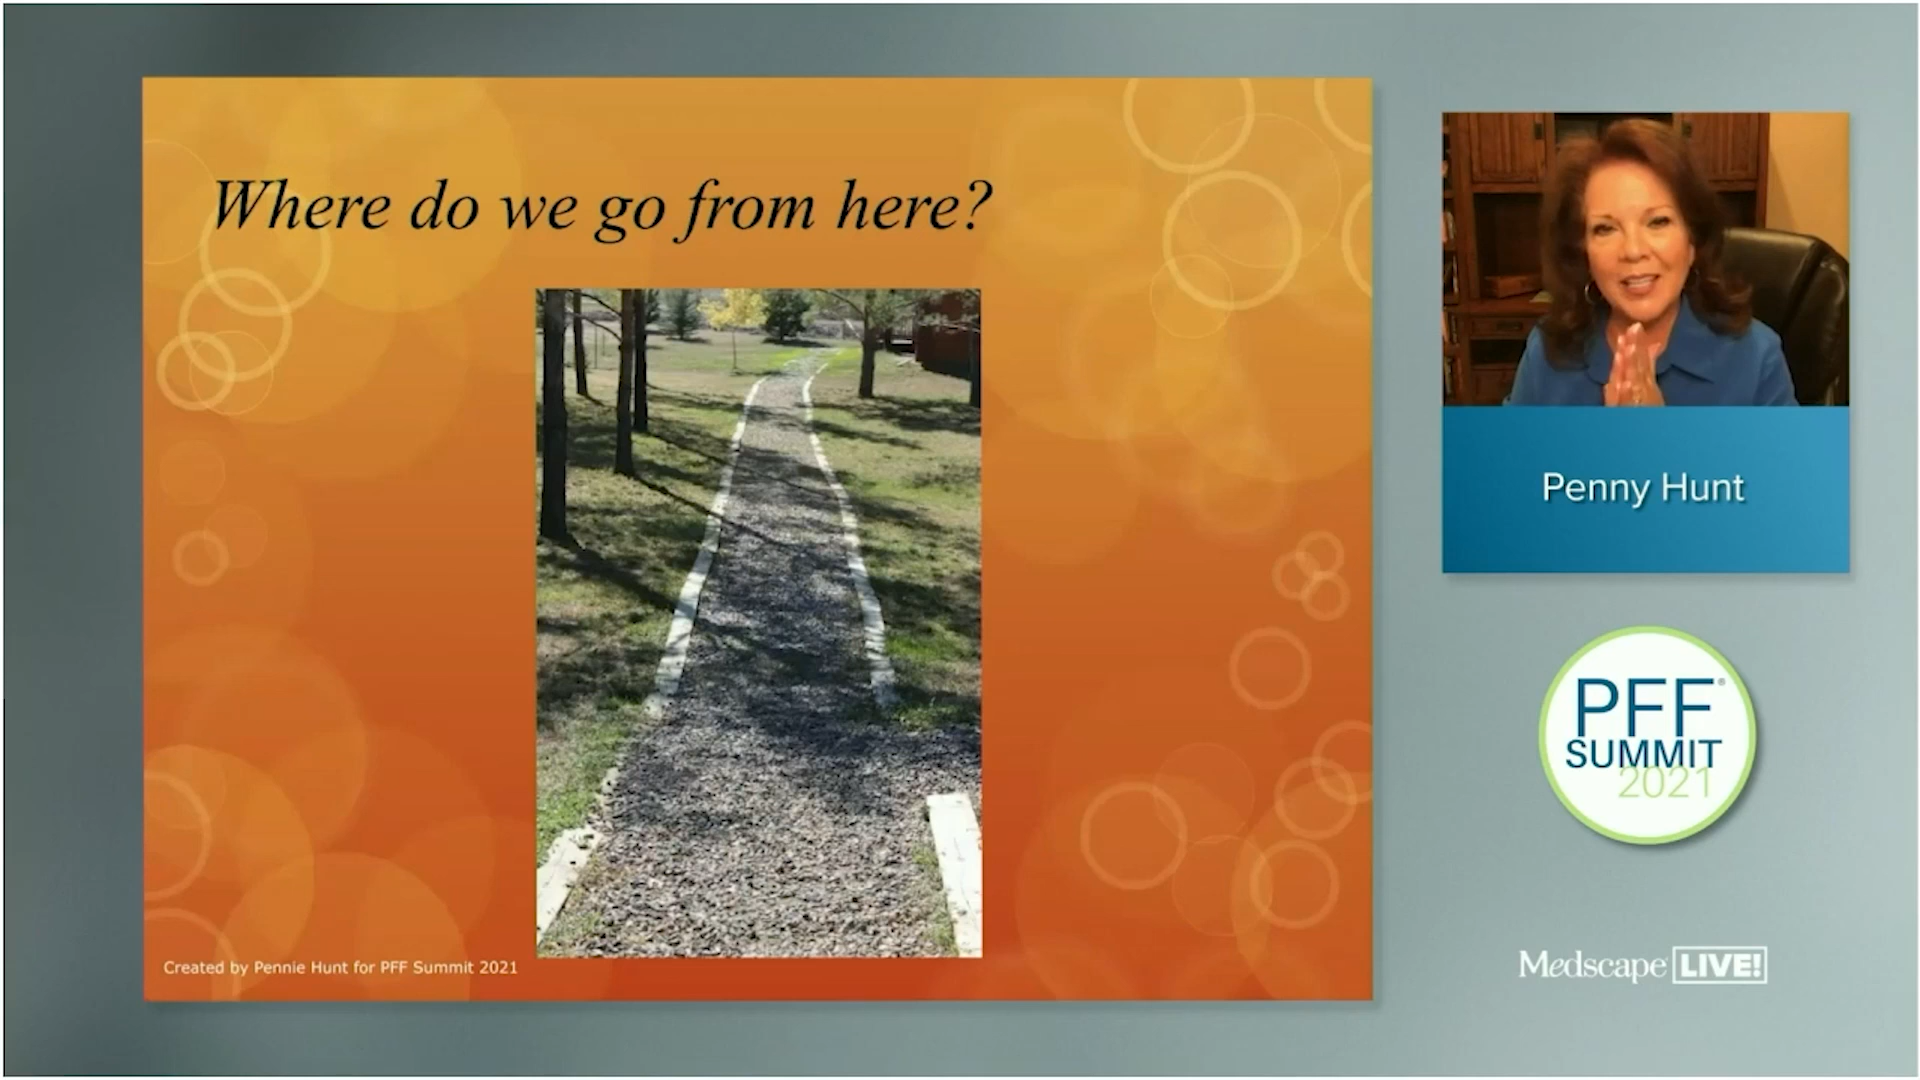 Where do we go from here?
Created by Pennie Hunt for PFF Summit 2021
Penny Hunt
PFF®
SUMMIT
2021
Medscape LIVE!